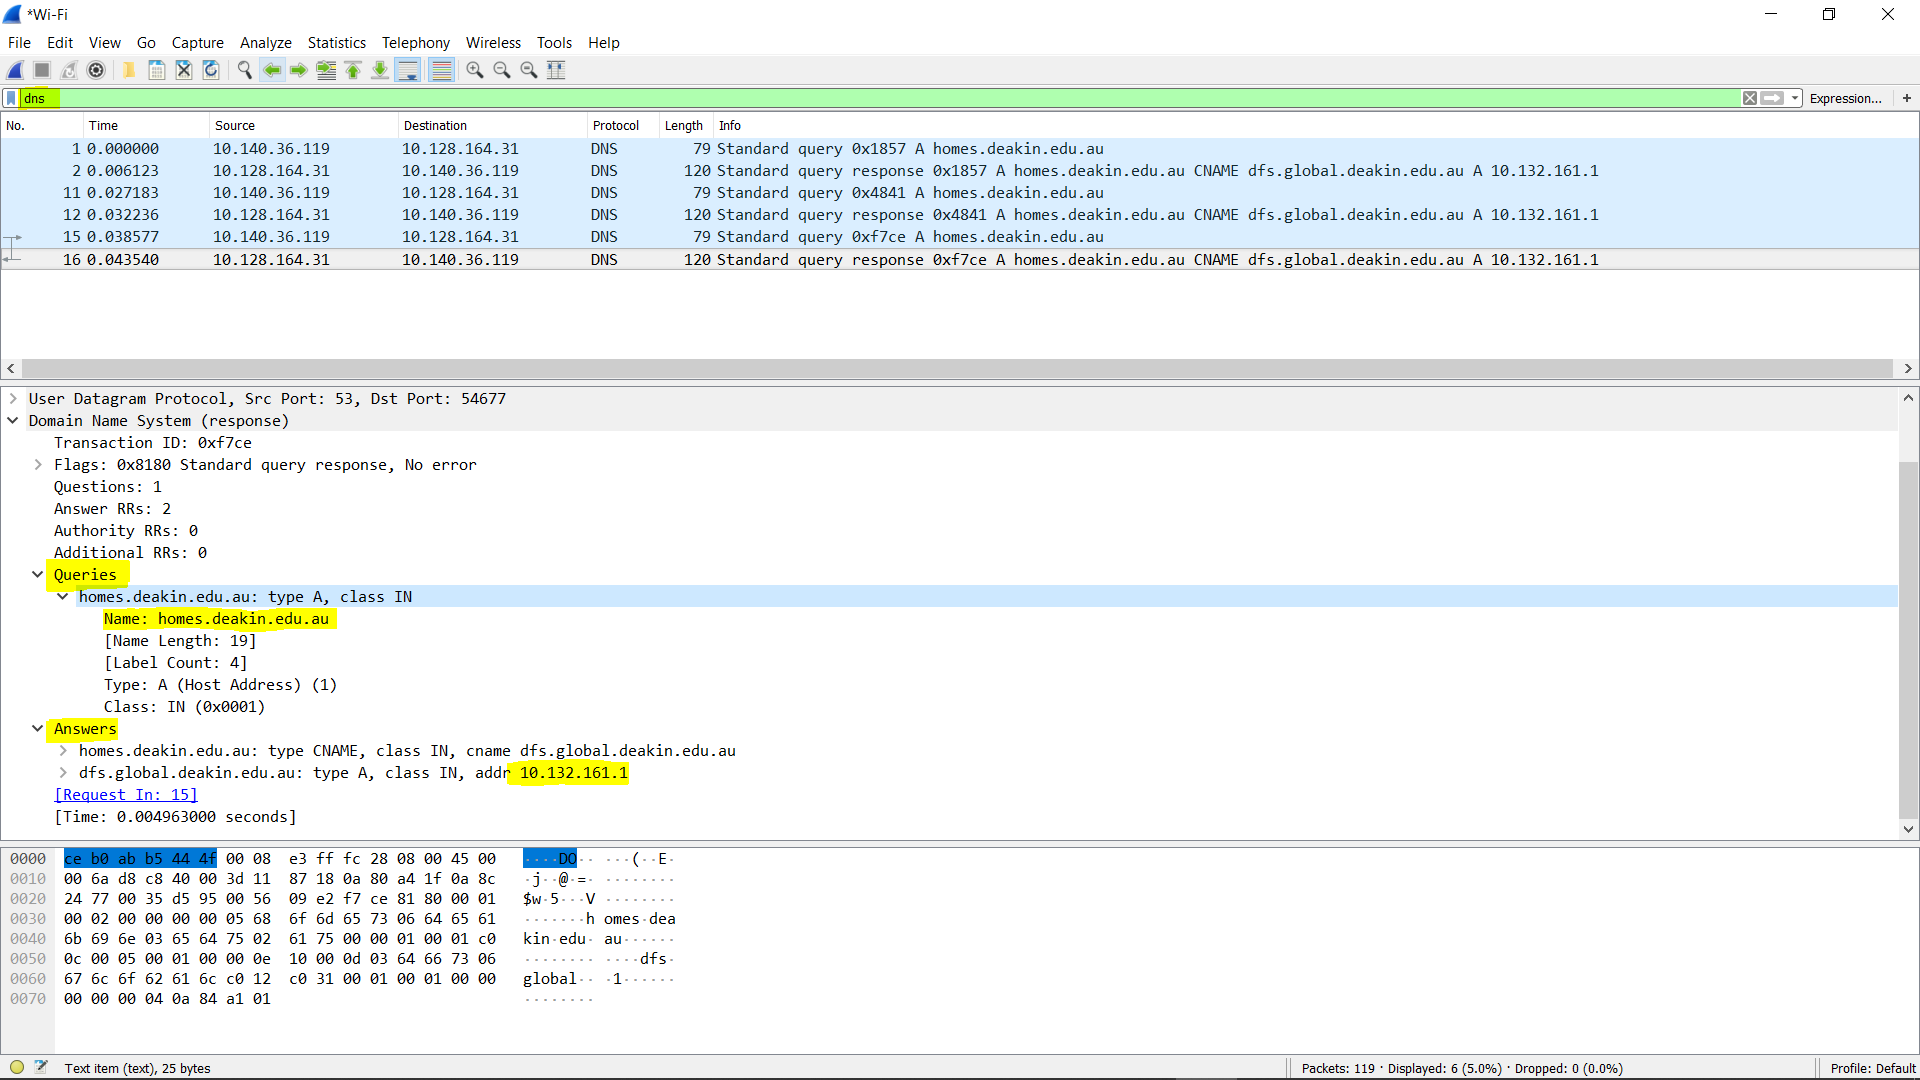 *Wi-Fi
File Edit View Go Capture Analyze Statistics Telephony Wireless Tools Help
dns Expression... +
No. Time Source Destination Protocol Length Info
1 0.000000 10.140.36.119 10.128.164.31 DNS 79 Standard query 0x1857 A homes.deakin.edu.au
2 0.006123 10.128.164.31 10.140.36.119 DNS 120 Standard query response 0x1857 A homes.deakin.edu.au CNAME dfs.global.deakin.edu.au A 10.132.161.1
11 0.027183 10.140.36.119 10.128.164.31 DNS 79 Standard query 0x4841 A homes.deakin.edu.au
12 0.032236 10.128.164.31 10.140.36.119 DNS 120 Standard query response 0x4841 A homes.deakin.edu.au CNAME dfs.global.deakin.edu.au A 10.132.161.1
15 0.038577 10.140.36.119 10.128.164.31 DNS 79 Standard query 0xf7ce A homes.deakin.edu.au
16 0.043540 10.128.164.31 10.140.36.119 DNS 120 Standard query response 0xf7ce A homes.deakin.edu.au CNAME dfs.global.deakin.edu.au A 10.132.161.1
User Datagram Protocol, Src Port: 53, Dst Port: 54677
Domain Name System (response)
Transaction ID: 0xf7ce
Flags: 0x8180 Standard query response, No error
Questions: 1
Answer RRs: 2
Authority RRs: 0
Additional RRs: 0
Queries
homes.deakin.edu.au: type A, class IN
Name: homes.deakin.edu.au
[Name Length: 19]
[Label Count: 4]
Type: A (Host Address) (1)
Class: IN (0x0001)
Answers
homes.deakin.edu.au: type CNAME, class IN, cname dfs.global.deakin.edu.au
dfs.global.deakin.edu.au: type A, class IN, addr 10.132.161.1
[Request In: 15]
[Time: 0.004963000 seconds]
0000 ce b0 ab b5 44 4f 00 08 e3 ff fc 28 08 00 45 00 ····DO·· ···(··E·
0010 00 6a d8 c8 40 00 3d 11 87 18 0a 80 a4 1f 0a 8c ·j··@·=· ········
0020 24 77 00 35 d5 95 00 56 09 e2 f7 ce 81 80 00 01 $w·5···V ········
0030 00 02 00 00 00 00 05 68 6f 6d 65 73 06 64 65 61 ·······h omes·dea
0040 6b 69 6e 03 65 64 75 02 61 75 00 00 01 00 01 c0 kin·edu· au······
0050 0c 00 05 00 01 00 00 0e 10 00 0d 03 64 66 73 06 ········ ····dfs·
0060 67 6c 6f 62 61 6c c0 12 c0 31 00 01 00 01 00 00 global·· ·1······
0070 00 00 00 04 0a 84 a1 01 ········
Text item (text), 25 bytes Packets: 119 · Displayed: 6 (5.0%) · Dropped: 0 (0.0%) Profile: Default